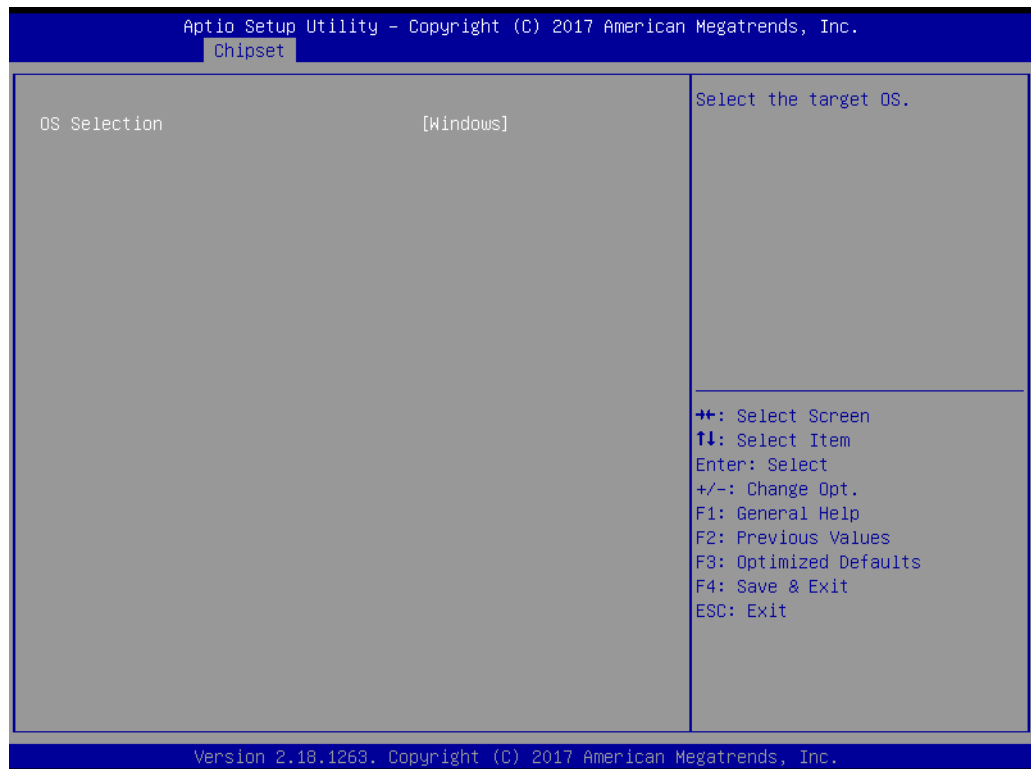 Aptio Setup Utility – Copyright (C) 2017 American Megatrends, Inc.
Chipset
OS Selection [Windows]
Select the target OS.
→←: Select Screen
↑↓: Select Item
Enter: Select
+/-: Change Opt.
F1: General Help
F2: Previous Values
F3: Optimized Defaults
F4: Save & Exit
ESC: Exit
Version 2.18.1263. Copyright (C) 2017 American Megatrends, Inc.